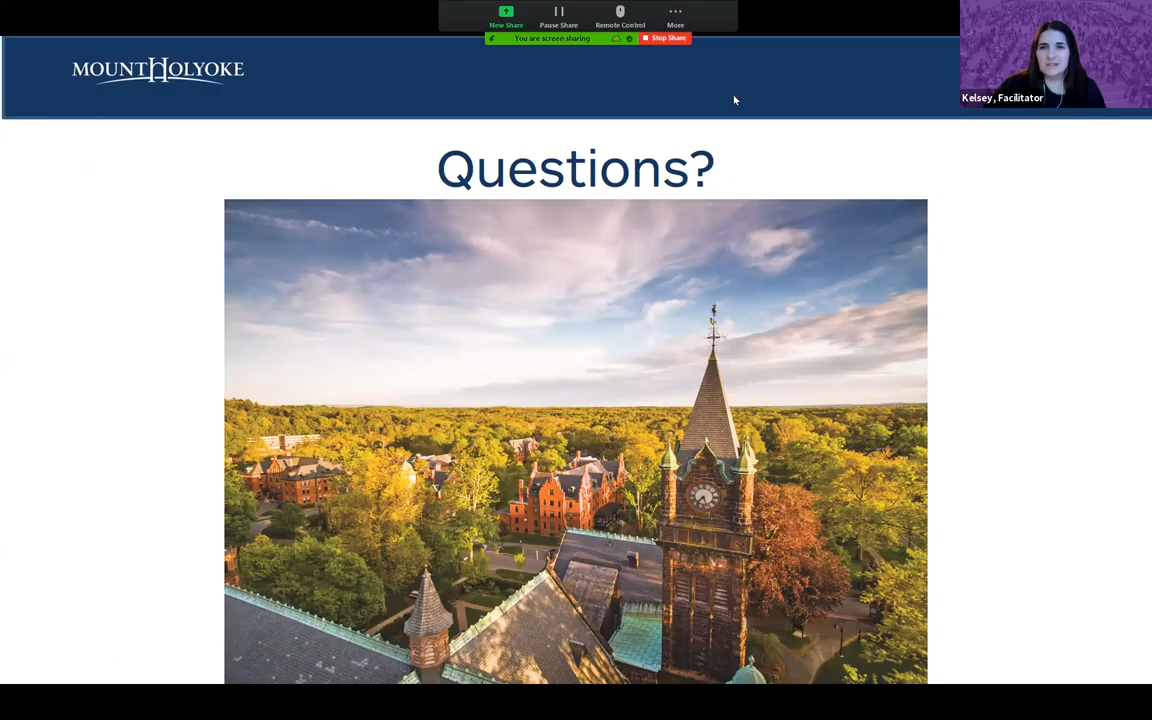 New Share
Pause Share
Remote Control
More
You are screen sharing
Stop Share
MOUNT HOLYOKE
Kelsey, Facilitator
Questions?